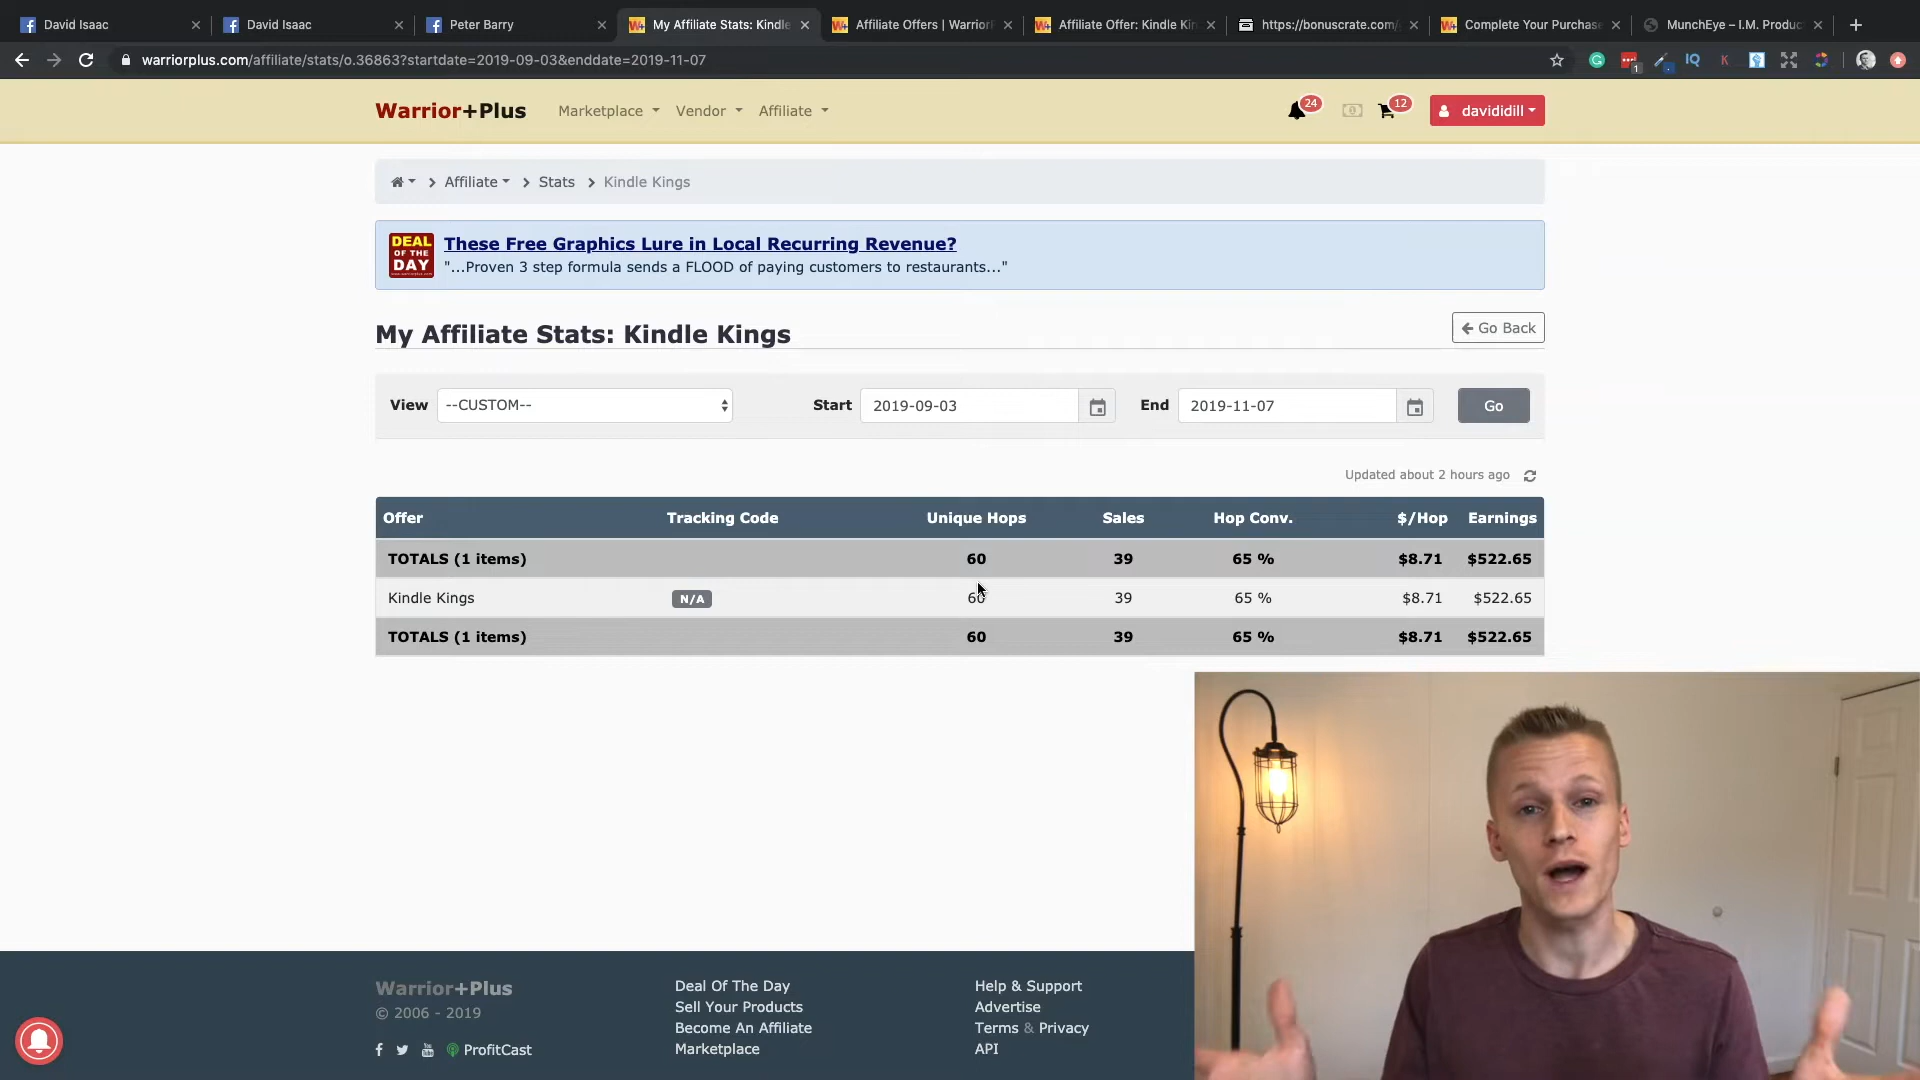 David Isaac
David Isaac
Peter Barry
My Affiliate Stats: Kindle
Affiliate Offers | Warrior
Affiliate Offer: Kindle Kin
https://bonuscrate.com/
Complete Your Purchase
MunchEye – I.M. Produc
warriorplus.com/affiliate/stats/o.36863?startdate=2019-09-03&enddate=2019-11-07
1
IQ
K
Warrior+Plus
Marketplace
Vendor
Affiliate
24
12
davididill
Affiliate
Stats
Kindle Kings
DEAL
OF THE
DAY
These Free Graphics Lure in Local Recurring Revenue?
"...Proven 3 step formula sends a FLOOD of paying customers to restaurants..."
My Affiliate Stats: Kindle Kings
Go Back
View
--CUSTOM--
Start
2019-09-03
End
2019-11-07
Go
Updated about 2 hours ago
Offer Tracking Code Unique Hops Sales Hop Conv. $/Hop Earnings
TOTALS (1 items) 60 39 65 % $8.71 $522.65
Kindle Kings N/A 60 39 65 % $8.71 $522.65
TOTALS (1 items) 60 39 65 % $8.71 $522.65
Warrior+Plus
© 2006 - 2019
ProfitCast
Deal Of The Day
Sell Your Products
Become An Affiliate
Marketplace
Help & Support
Advertise
Terms & Privacy
API